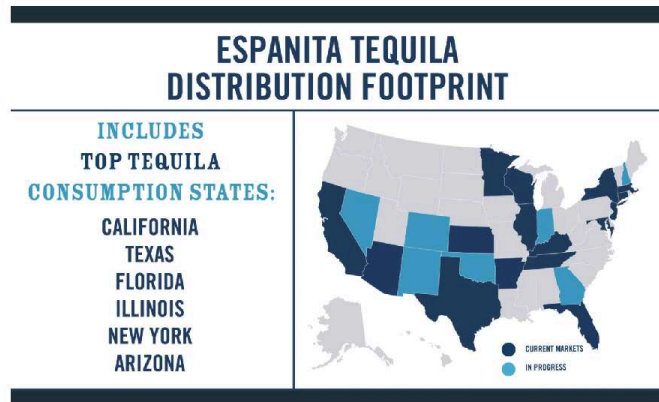 ESPANITA TEQUILA
DISTRIBUTION FOOTPRINT
INCLUDES
TOP TEQUILA
CONSUMPTION STATES:
CALIFORNIA
TEXAS
FLORIDA
ILLINOIS
NEW YORK
ARIZONA
CURRENT MARKETS
IN PROGRESS